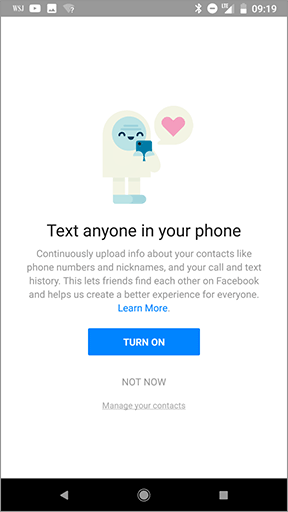 WSJ LTE 09:19
Text anyone in your phone
Continuously upload info about your contacts like
phone numbers and nicknames, and your call and text
history. This lets friends find each other on Facebook
and helps us create a better experience for everyone.
Learn More.
TURN ON
NOT NOW
Manage your contacts